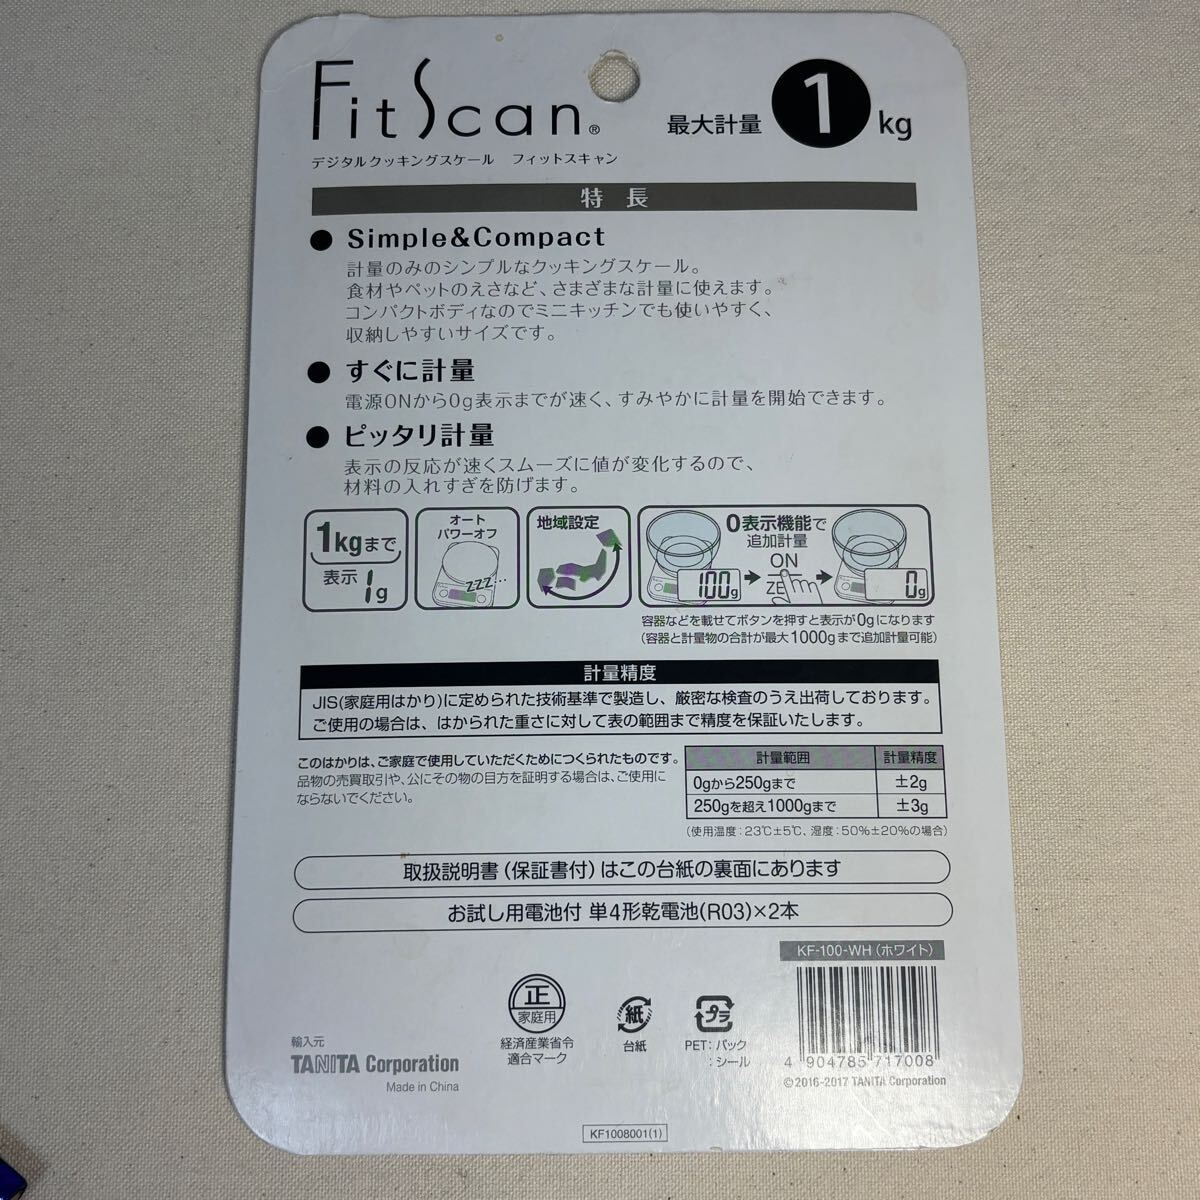 FitScan®
最大計量 1 kg
デジタルクッキングスケール フィットスキャン
特長
● Simple&Compact
計量のみのシンプルなクッキングスケール。
食材やペットのえさなど、さまざまな計量に使えます。
コンパクトボディなのでミニキッチンでも使いやすく、
収納しやすいサイズです。
● すぐに計量
電源ONから0g表示までが速く、すみやかに計量を開始できます。
● ピッタリ計量
表示の反応が速くスムーズに値が変化するので、
材料の入れすぎを防げます。
1kgまで
表示 1g
オート
パワーオフ
ZZZ...
地域設定
0表示機能で
追加計量
ON
ZE
100g
0g
容器などを載せてボタンを押すと表示が0gになります
(容器と計量物の合計が最大1000gまで追加計量可能)
計量精度
JIS(家庭用はかり)に定められた技術基準で製造し、厳密な検査のうえ出荷しております。
ご使用の場合は、はかられた重さに対して表の範囲まで精度を保証いたします。
このはかりは、ご家庭で使用していただくためにつくられたものです。
品物の売買取引や、公にその物の目方を証明する場合は、ご使用に
ならないでください。
計量範囲 計量精度
0gから250gまで ±2g
250gを超え1000gまで ±3g
(使用温度:23℃±5℃、湿度:50%±20%の場合)
取扱説明書(保証書付)はこの台紙の裏面にあります
お試し用電池付 単4形乾電池(R03)×2本
KF-100-WH(ホワイト)
正
家庭用
経済産業省令
適合マーク
紙
台紙
プラ
PET:パック
:シール
4 904785 717008
©2016-2017 TANITA Corporation
輸入元
TANITA Corporation
Made in China
KF1008001(1)